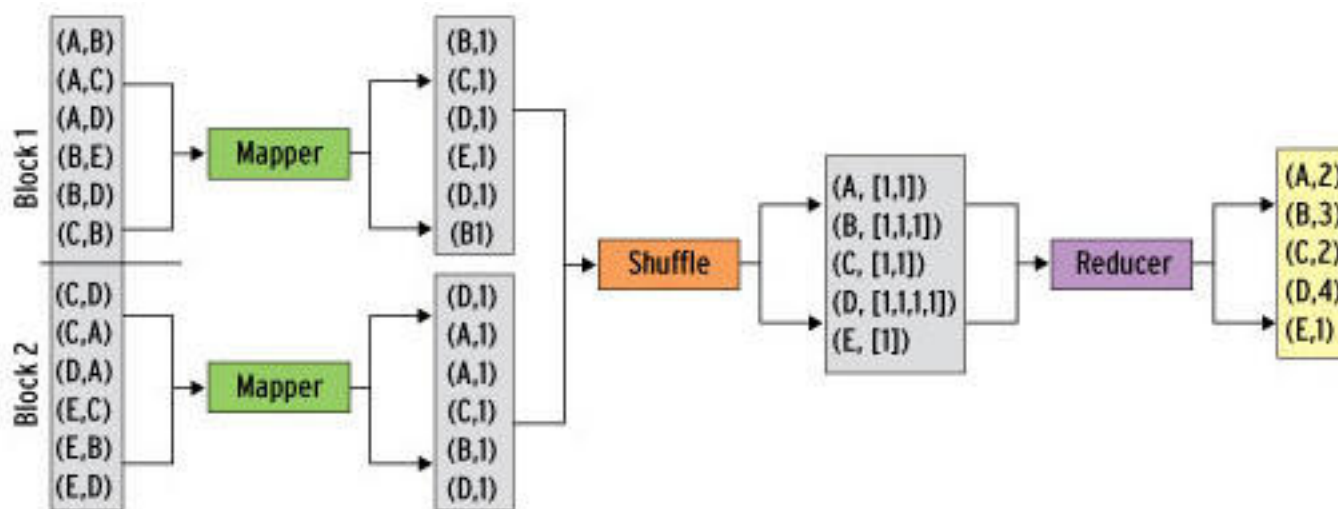 Block 1
(A,B)
(A,C)
(A,D)
(B,E)
(B,D)
(C,B)
Mapper
(B,1)
(C,1)
(D,1)
(E,1)
(D,1)
(B1)
Block 2
(C,D)
(C,A)
(D,A)
(E,C)
(E,B)
(E,D)
Mapper
(D,1)
(A,1)
(A,1)
(C,1)
(B,1)
(D,1)
Shuffle
(A, [1,1])
(B, [1,1,1])
(C, [1,1])
(D, [1,1,1,1])
(E, [1])
Reducer
(A,2)
(B,3)
(C,2)
(D,4)
(E,1)